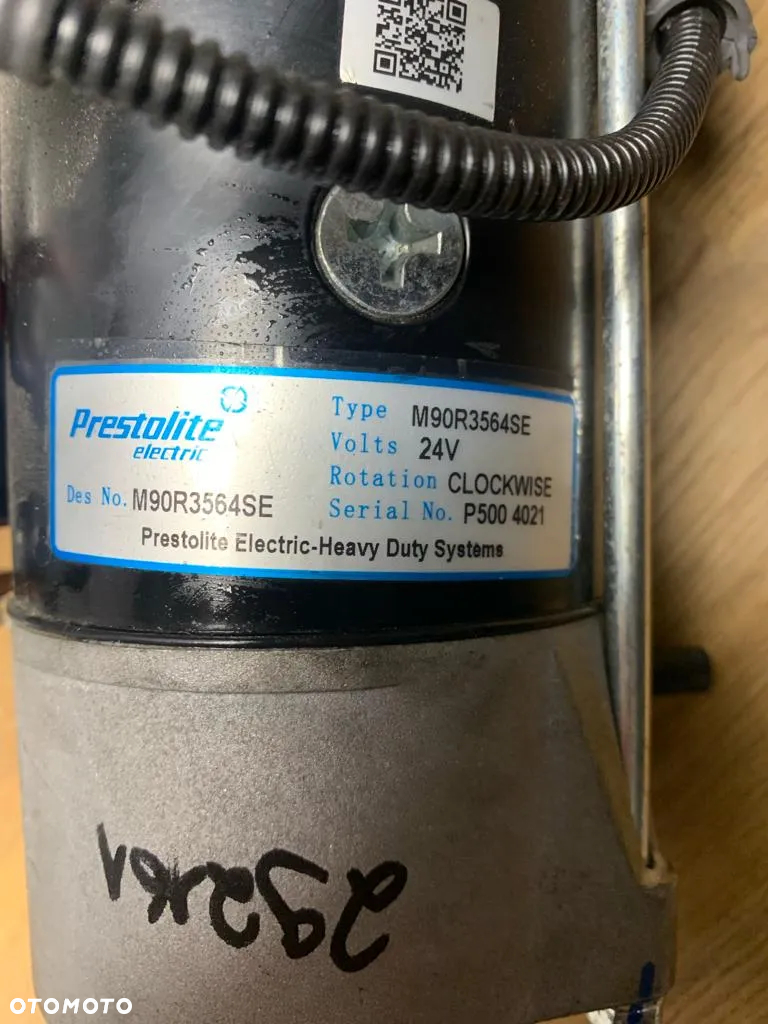 Prestolite
electric
Type M90R3564SE
Volts 24V
Rotation CLOCKWISE
Des No. M90R3564SE
Serial No. P500 4021
Prestolite Electric-Heavy Duty Systems
OTOMOTO